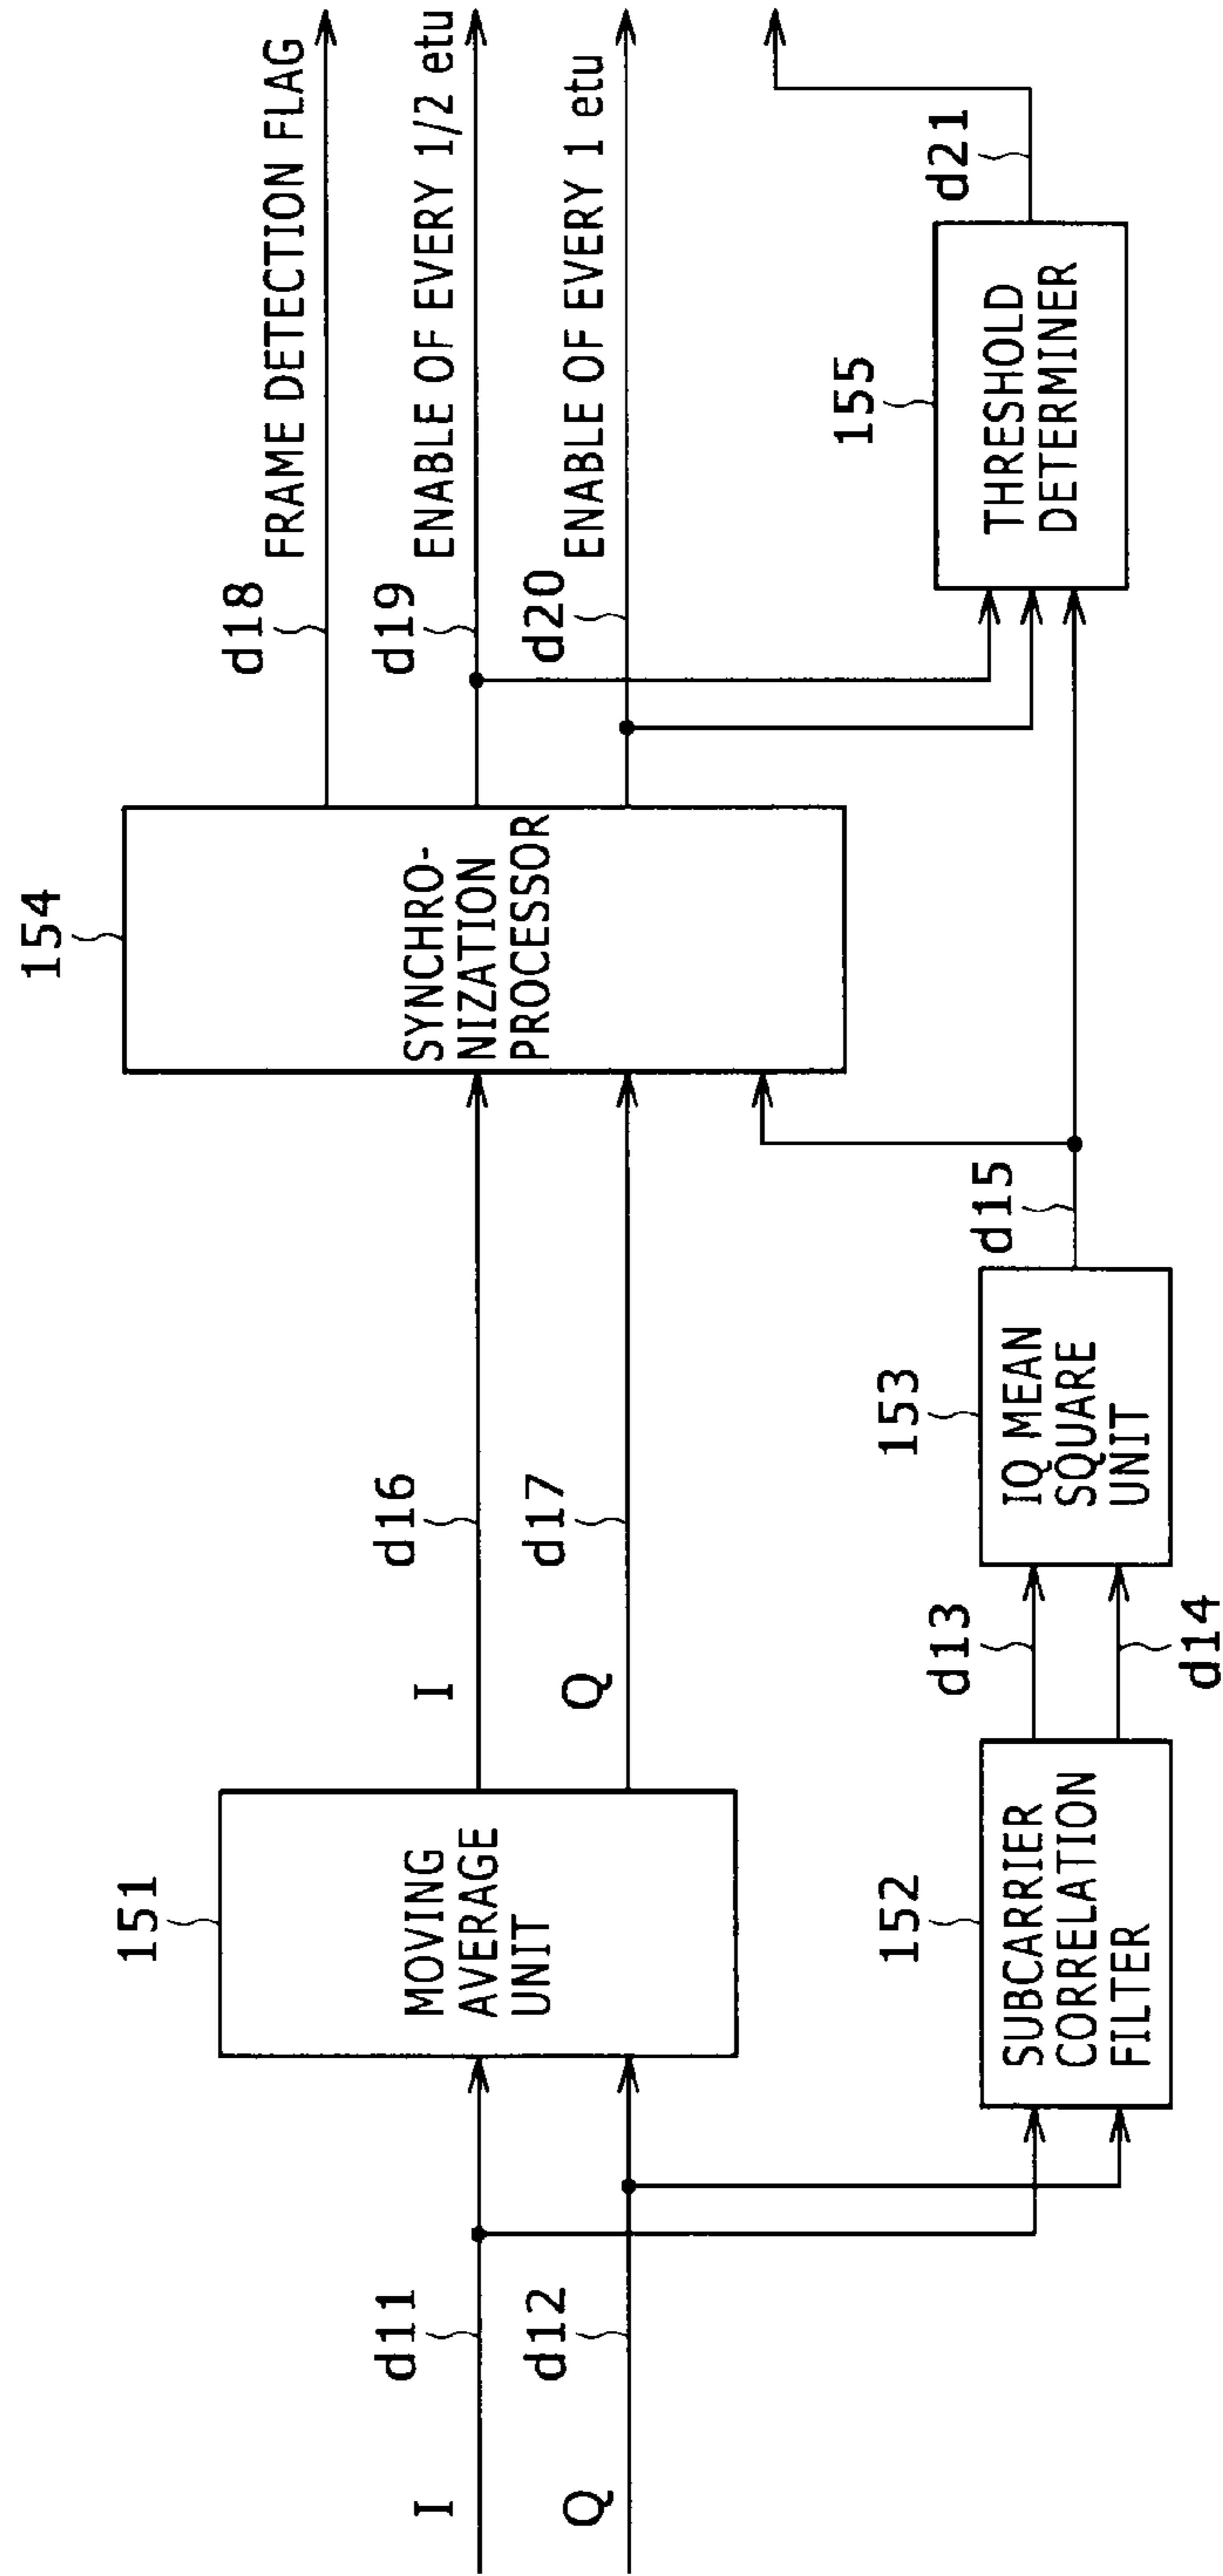 154
FRAME DETECTION FLAG
d18
ENABLE OF EVERY 1/2 etu
d19
ENABLE OF EVERY 1 etu
d20
SYNCHRO-
NIZATION
PROCESSOR
151
MOVING
AVERAGE
UNIT
I
d11
Q
d12
I
d16
Q
d17
152
SUBCARRIER
CORRELATION
FILTER
d13
d14
153
IQ MEAN
SQUARE
UNIT
d15
155
THRESHOLD
DETERMINER
d21